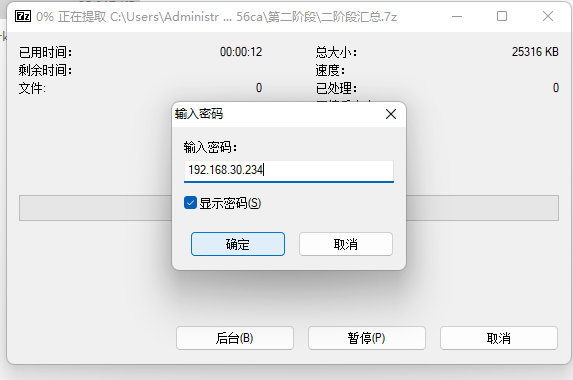 7z 0% 正在提取 C:\Users\Administr ... 56ca\第二阶段\二阶段汇总.7z
已用时间： 00:00:12 总大小： 25316 KB
剩余时间： 速度：
文件： 0 已处理： 0
输入密码
输入密码：
192.168.30.234
显示密码(S)
确定 取消
后台(B) 暂停(P) 取消